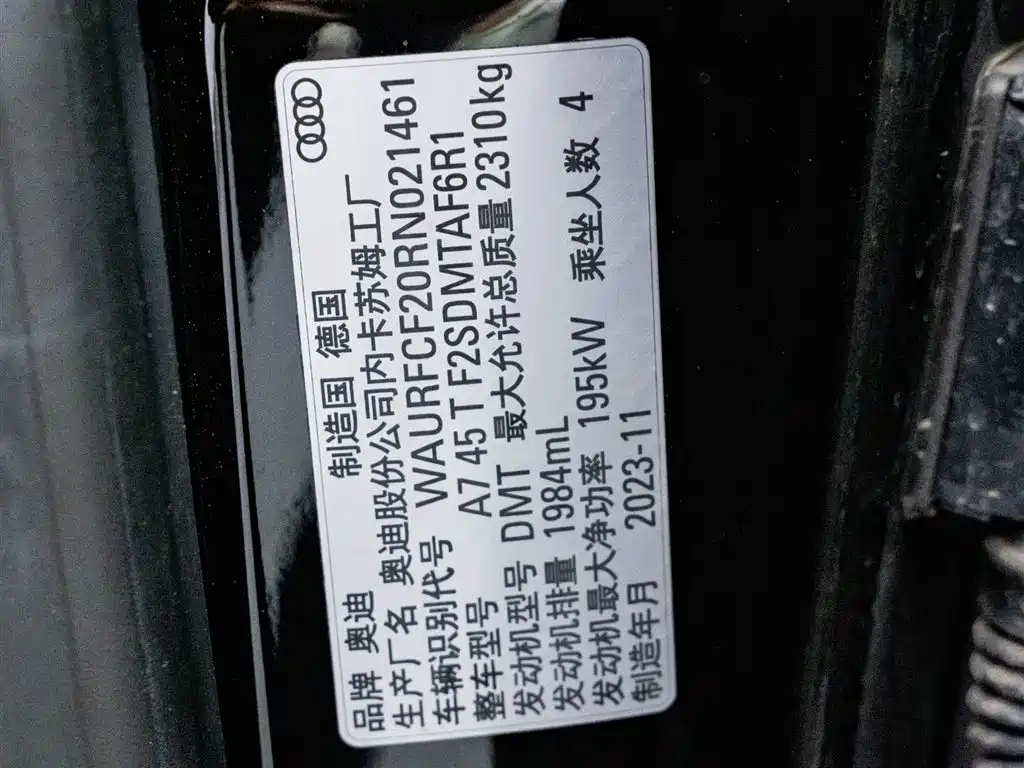 品牌 奥迪 制造国 德国
生产厂名 奥迪股份公司内卡苏姆工厂
车辆识别代号 WAURFCF20RN021461
整车型号 A7 45 T F2SDMTAF6R1
发动机型号 DMT 最大允许总质量 2310kg
发动机排量 1984mL
发动机最大净功率 195kW 乘坐人数 4
制造年月 2023-11